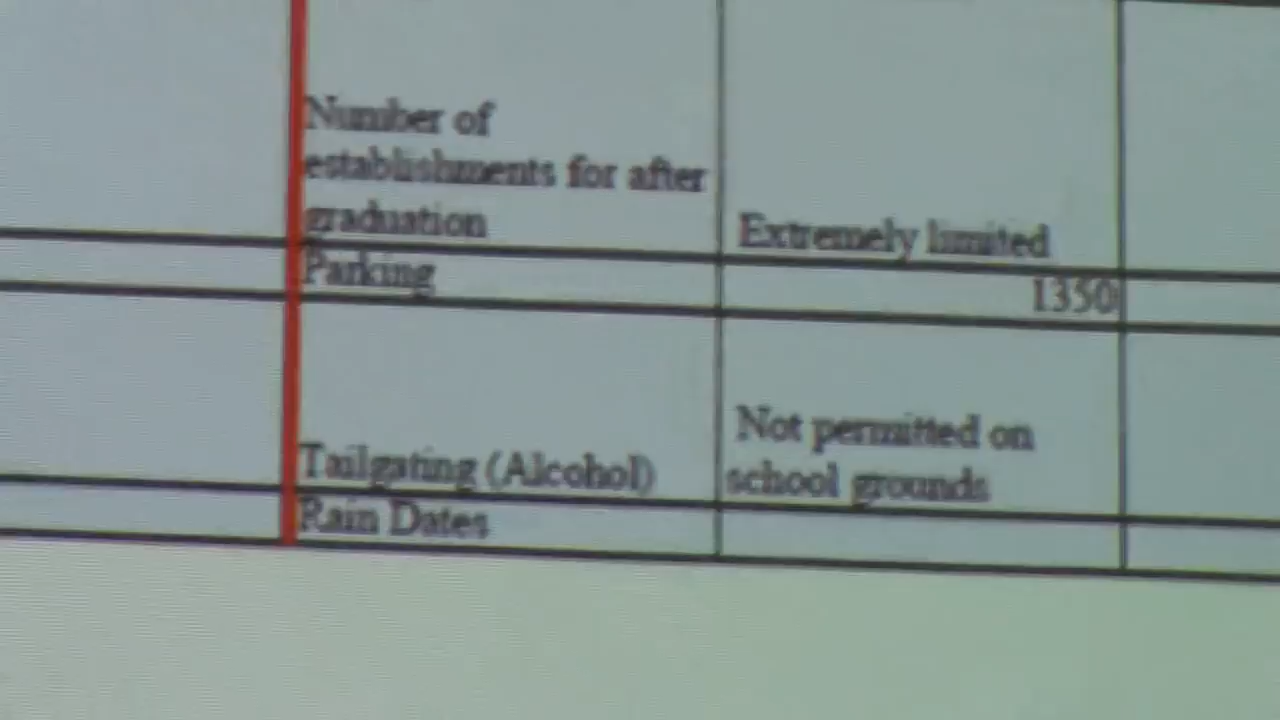 Number of
establishments for after
graduation
Extremely limited
Parking
1350
Tailgating (Alcohol)
Not permitted on
school grounds
Rain Dates